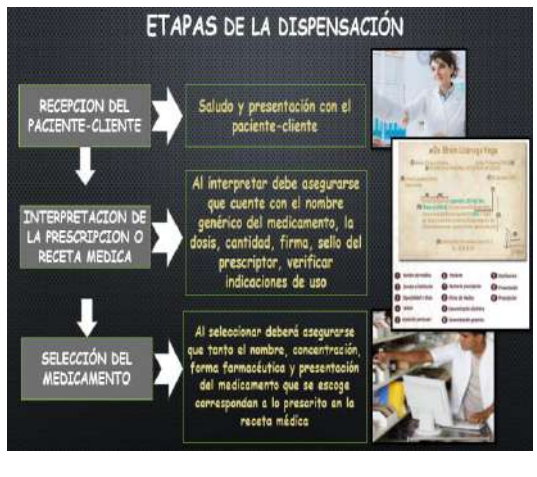 ETAPAS DE LA DISPENSACIÓN
RECEPCION DEL
PACIENTE-CLIENTE
Saludo y presentación con el
paciente-cliente
INTERPRETACION DE
LA PRESCRIPCION O
RECETA MEDICA
Al interpretar debe asegurarse
que cuente con el nombre
genérico del medicamento, la
dosis, cantidad, firma, sello del
prescriptor, verificar
indicaciones de uso
SELECCIÓN DEL
MEDICAMENTO
Al seleccionar deberá asegurarse
que tanto el nombre, concentración,
forma farmacéutica y presentación
del medicamento que se escoge
correspondan a lo prescrito en la
receta médica